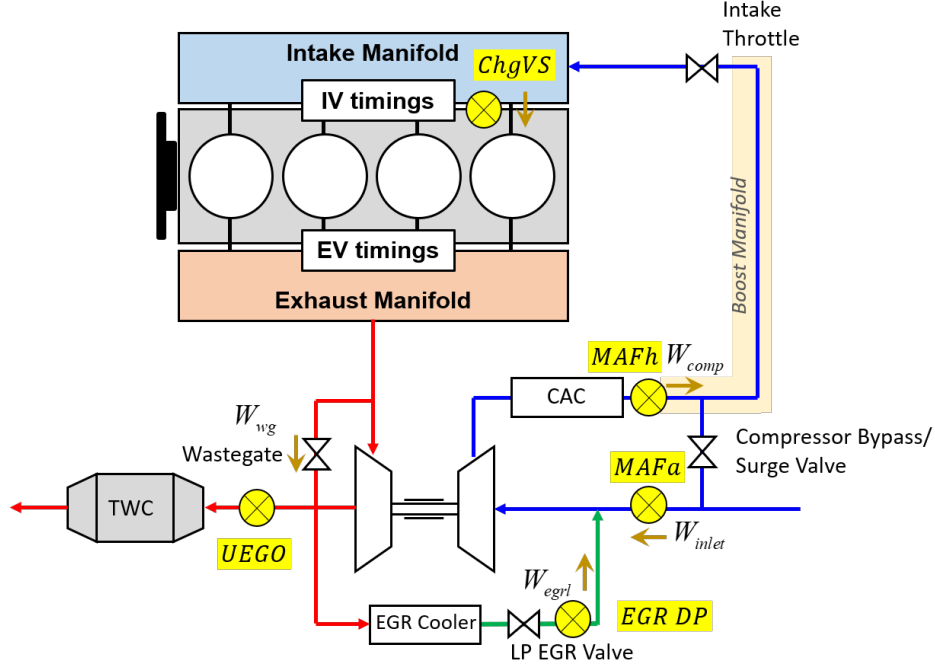 Intake
Throttle
Intake Manifold
ChgVS
IV timings
Boost Manifold
EV timings
Exhaust Manifold
MAFh
W_comp
CAC
W_wg
Wastegate
Compressor Bypass/
Surge Valve
MAFa
TWC
UEGO
W_inlet
W_egrl
EGR DP
EGR Cooler
LP EGR Valve